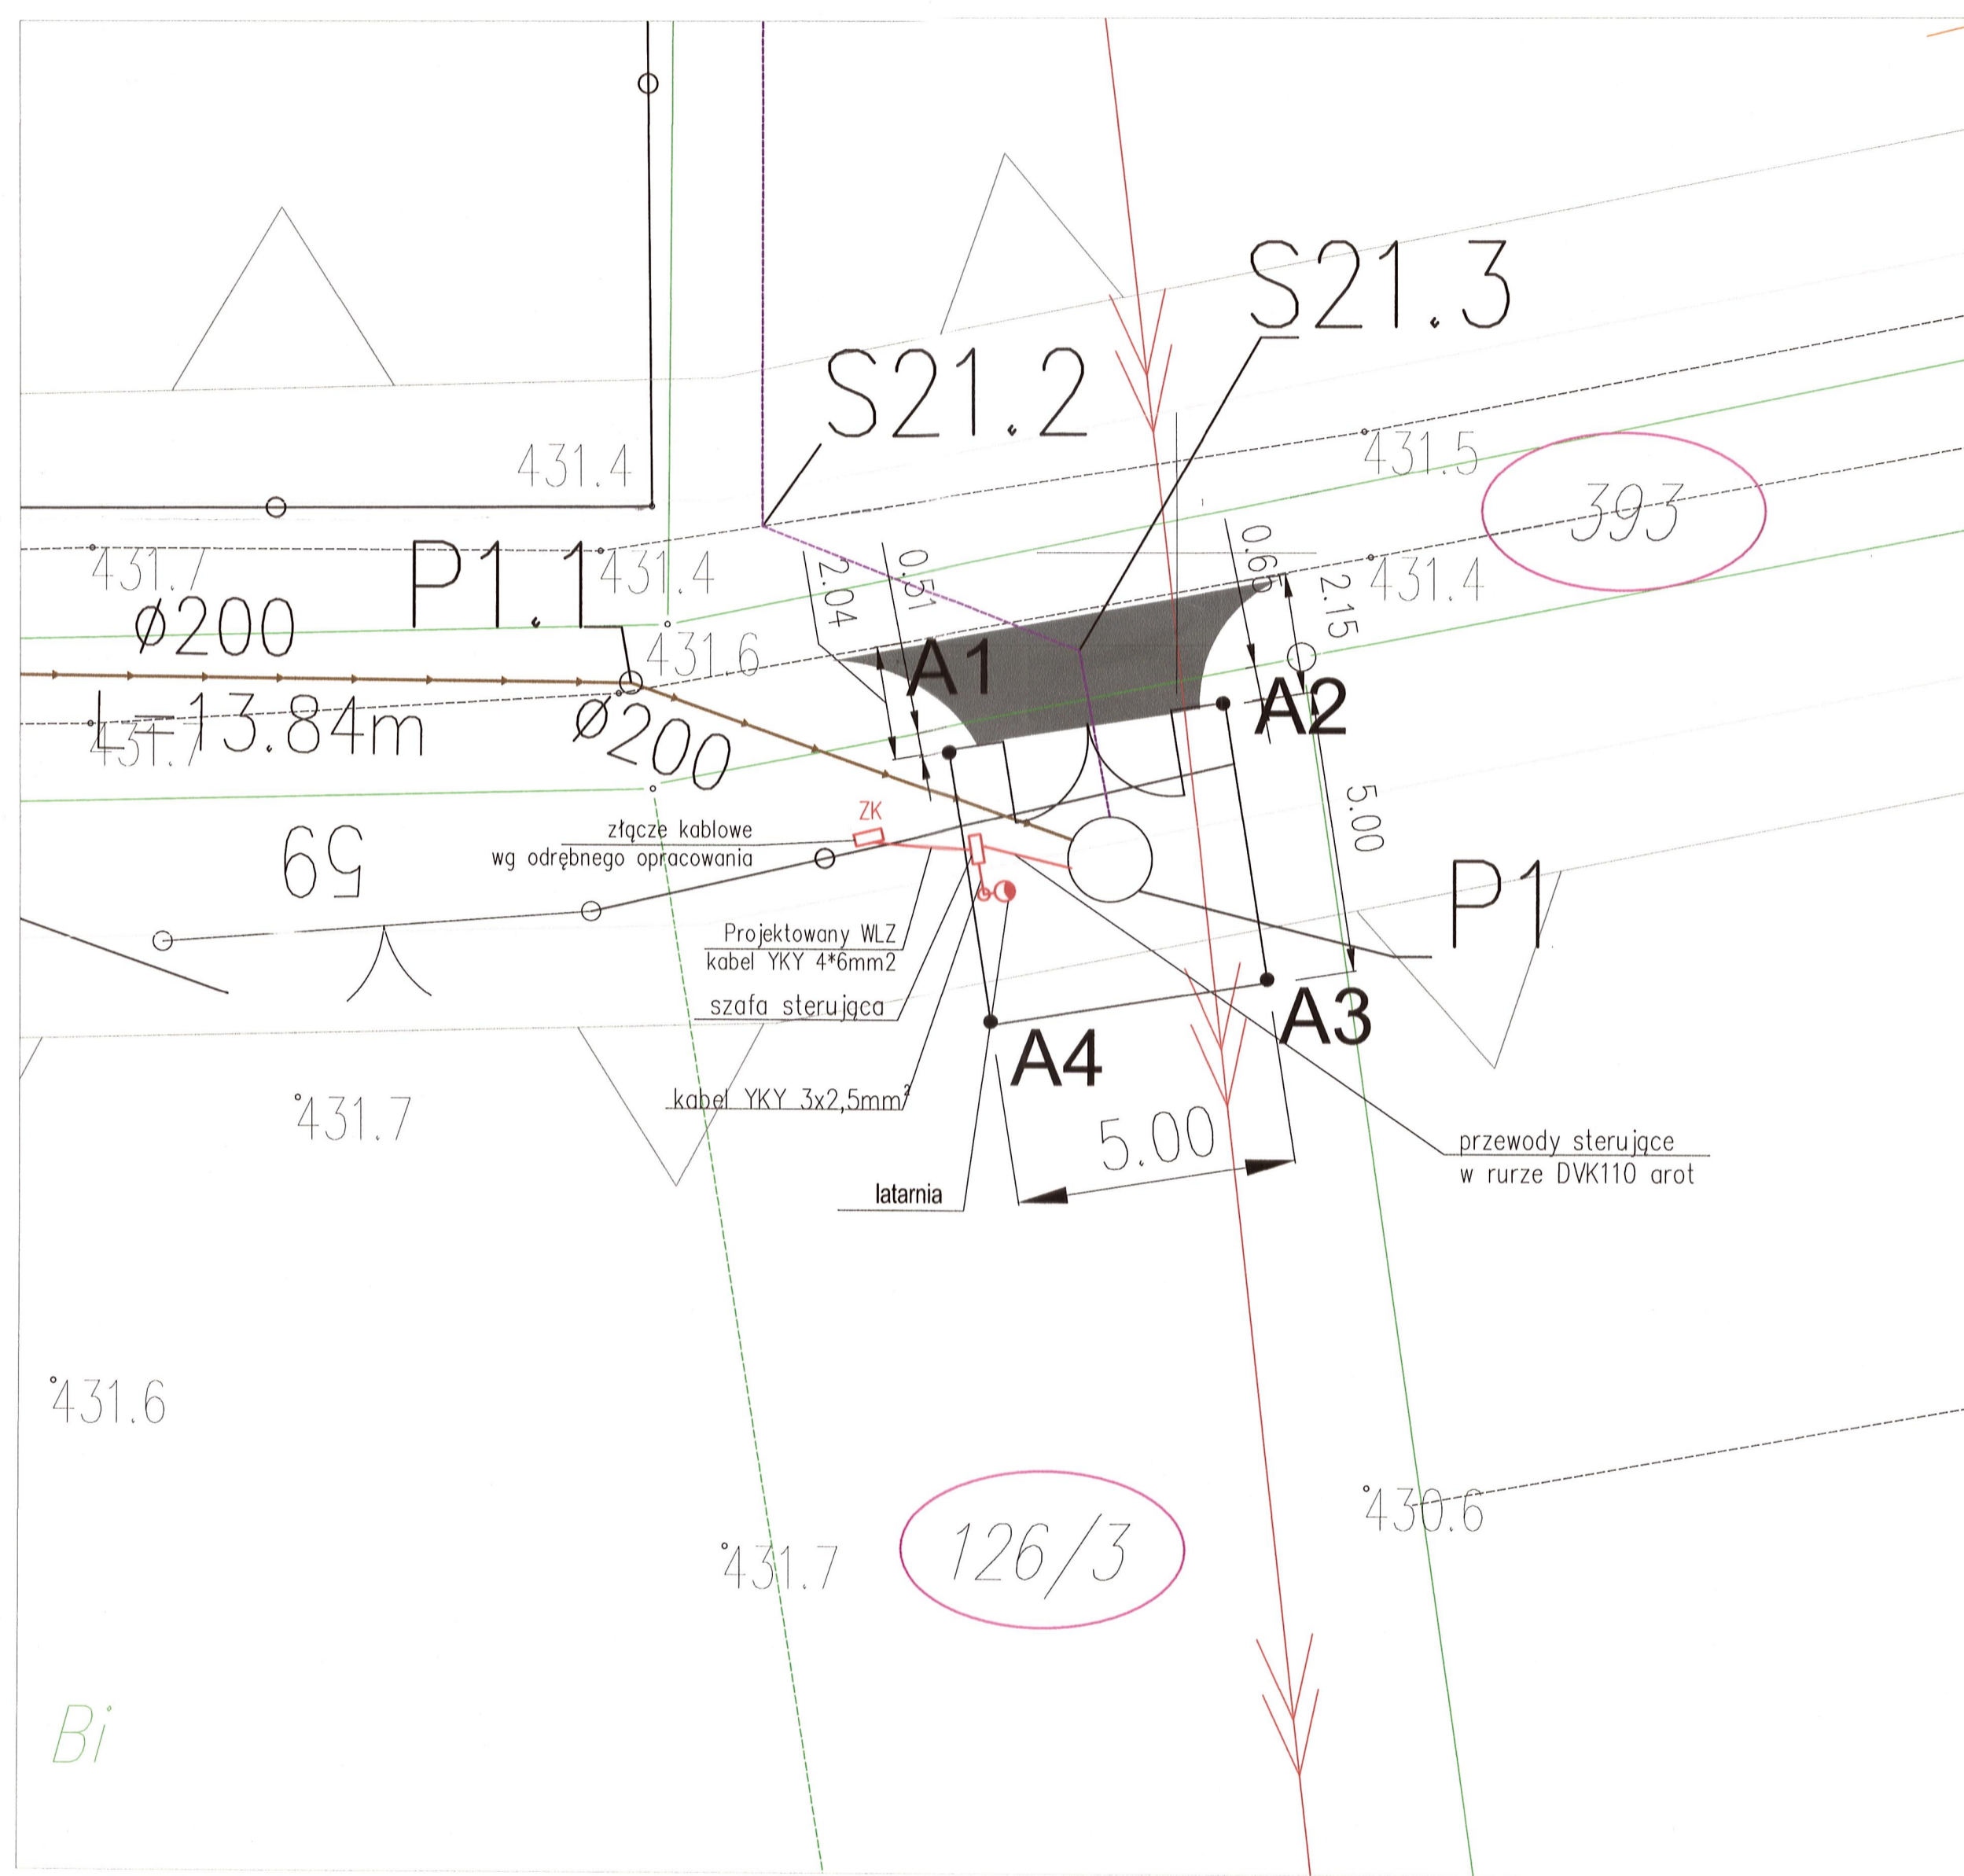 S21.3
S21.2
431.4
431.5
393
431.7
P1.1
431.4
2.04
0.51
0.65
2.15
431.4
ø200
431.6
A1
A2
L=13.84m
431.7
ø200
5.00
ZK
złącze kablowe
wg odrębnego opracowania
59
P1
Projektowany WLZ
kabel YKY 4*6mm2
szafa sterująca
A3
A4
kabel YKY 3x2,5mm²
431.7
5.00
przewody sterujące
w rurze DVK110 arot
latarnia
431.6
430.6
126/3
431.7
Bi